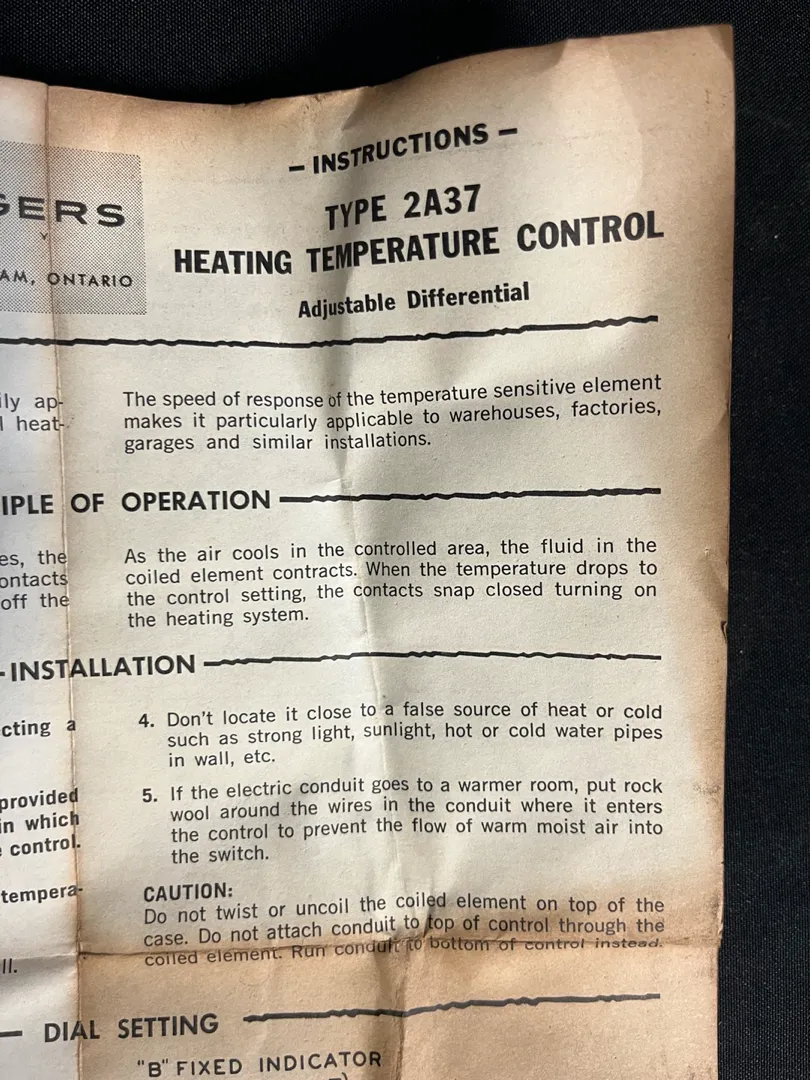 – INSTRUCTIONS –
TYPE 2A37
HEATING TEMPERATURE CONTROL
Adjustable Differential
GERS
AM, ONTARIO
ily ap-
l heat-
The speed of response of the temperature sensitive element
makes it particularly applicable to warehouses, factories,
garages and similar installations.
IPLE OF OPERATION
es, the
ontacts
off the
As the air cools in the controlled area, the fluid in the
coiled element contracts. When the temperature drops to
the control setting, the contacts snap closed turning on
the heating system.
INSTALLATION
cting a
provided
in which
e control.
tempera-
ll.
4. Don't locate it close to a false source of heat or cold
such as strong light, sunlight, hot or cold water pipes
in wall, etc.
5. If the electric conduit goes to a warmer room, put rock
wool around the wires in the conduit where it enters
the control to prevent the flow of warm moist air into
the switch.
CAUTION:
Do not twist or uncoil the coiled element on top of the
case. Do not attach conduit to top of control through the
coiled element. Run conduit to bottom of control instead.
DIAL SETTING
"B" FIXED INDICATOR